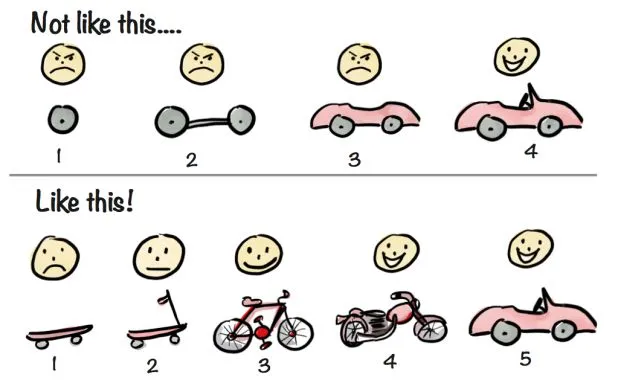 Not like this....
1 2 3 4
Like this!
1 2 3 4 5